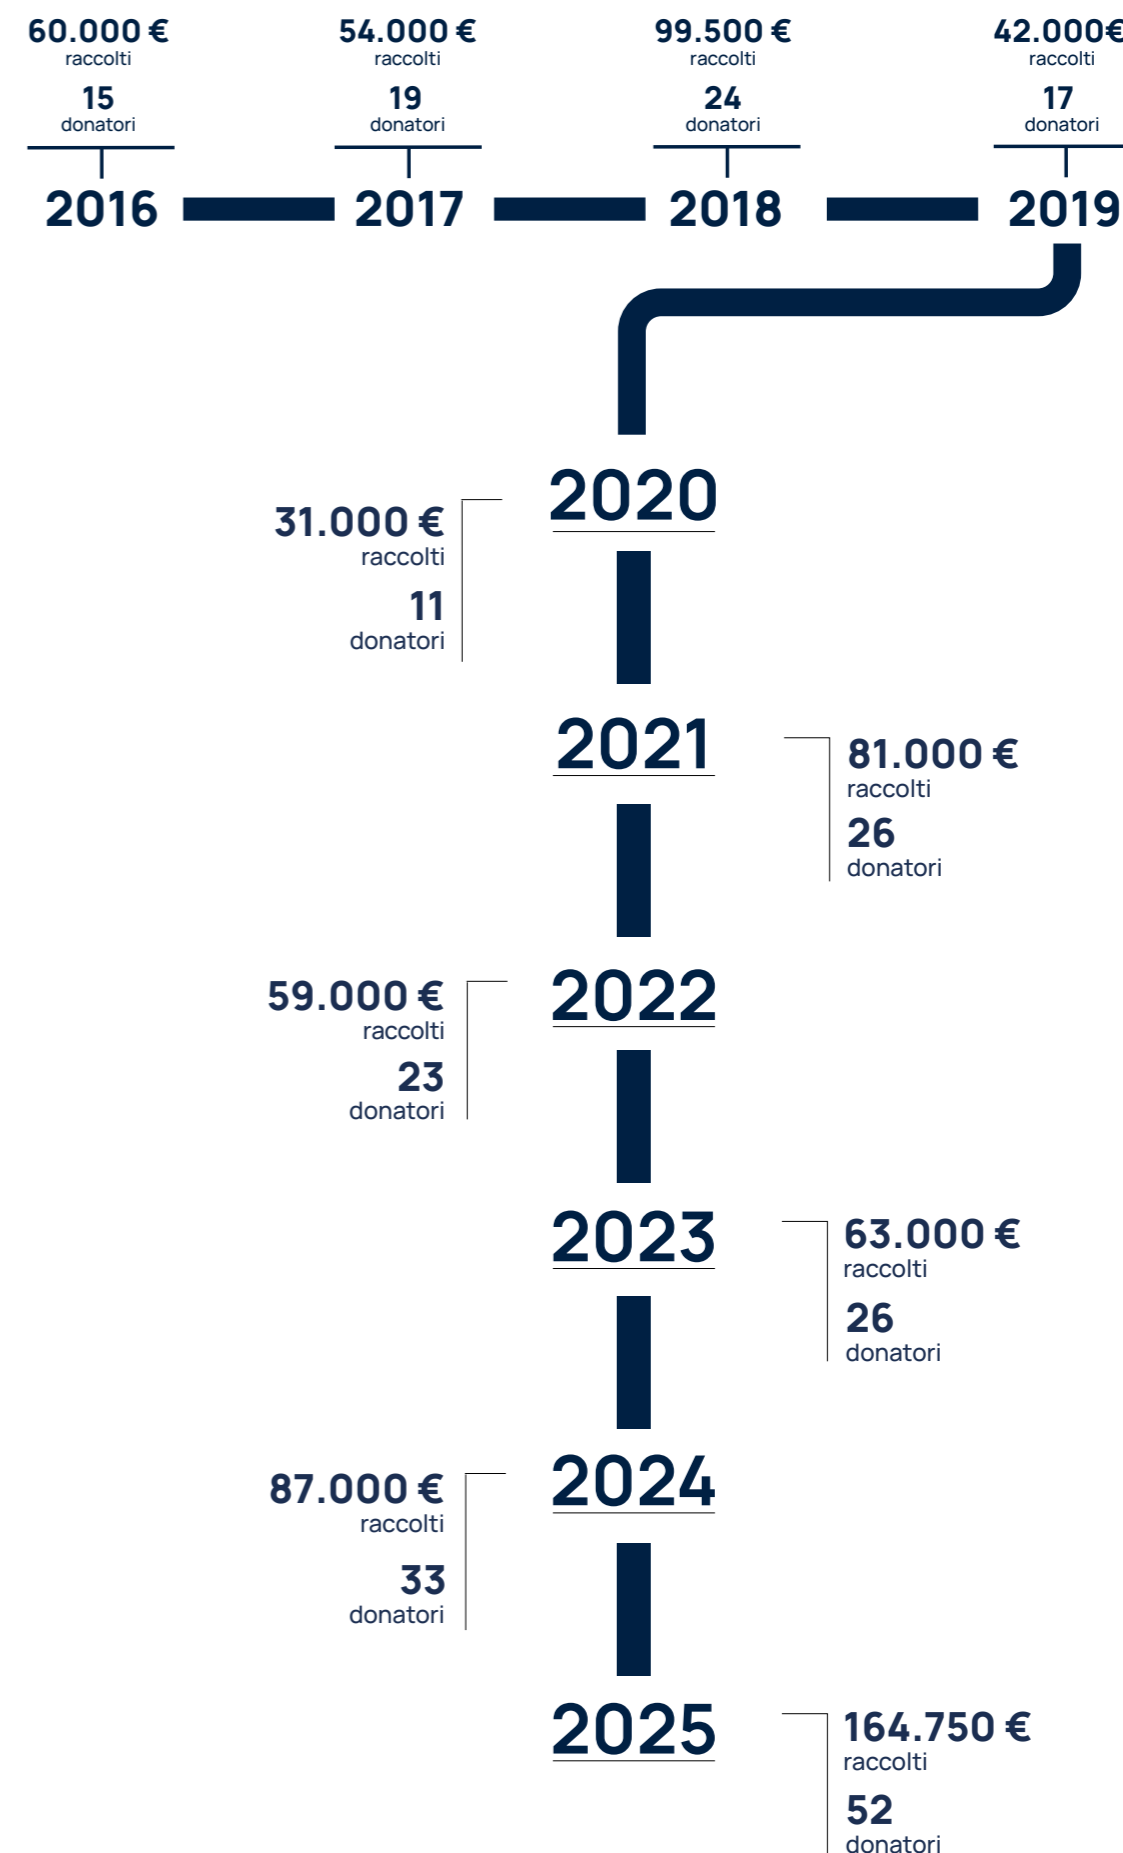 60.000 €
raccolti
15
donatori
2016
54.000 €
raccolti
19
donatori
2017
99.500 €
raccolti
24
donatori
2018
42.000€
raccolti
17
donatori
2019
2020
31.000 €
raccolti
11
donatori
2021
81.000 €
raccolti
26
donatori
2022
59.000 €
raccolti
23
donatori
2023
63.000 €
raccolti
26
donatori
2024
87.000 €
raccolti
33
donatori
2025
164.750 €
raccolti
52
donatori